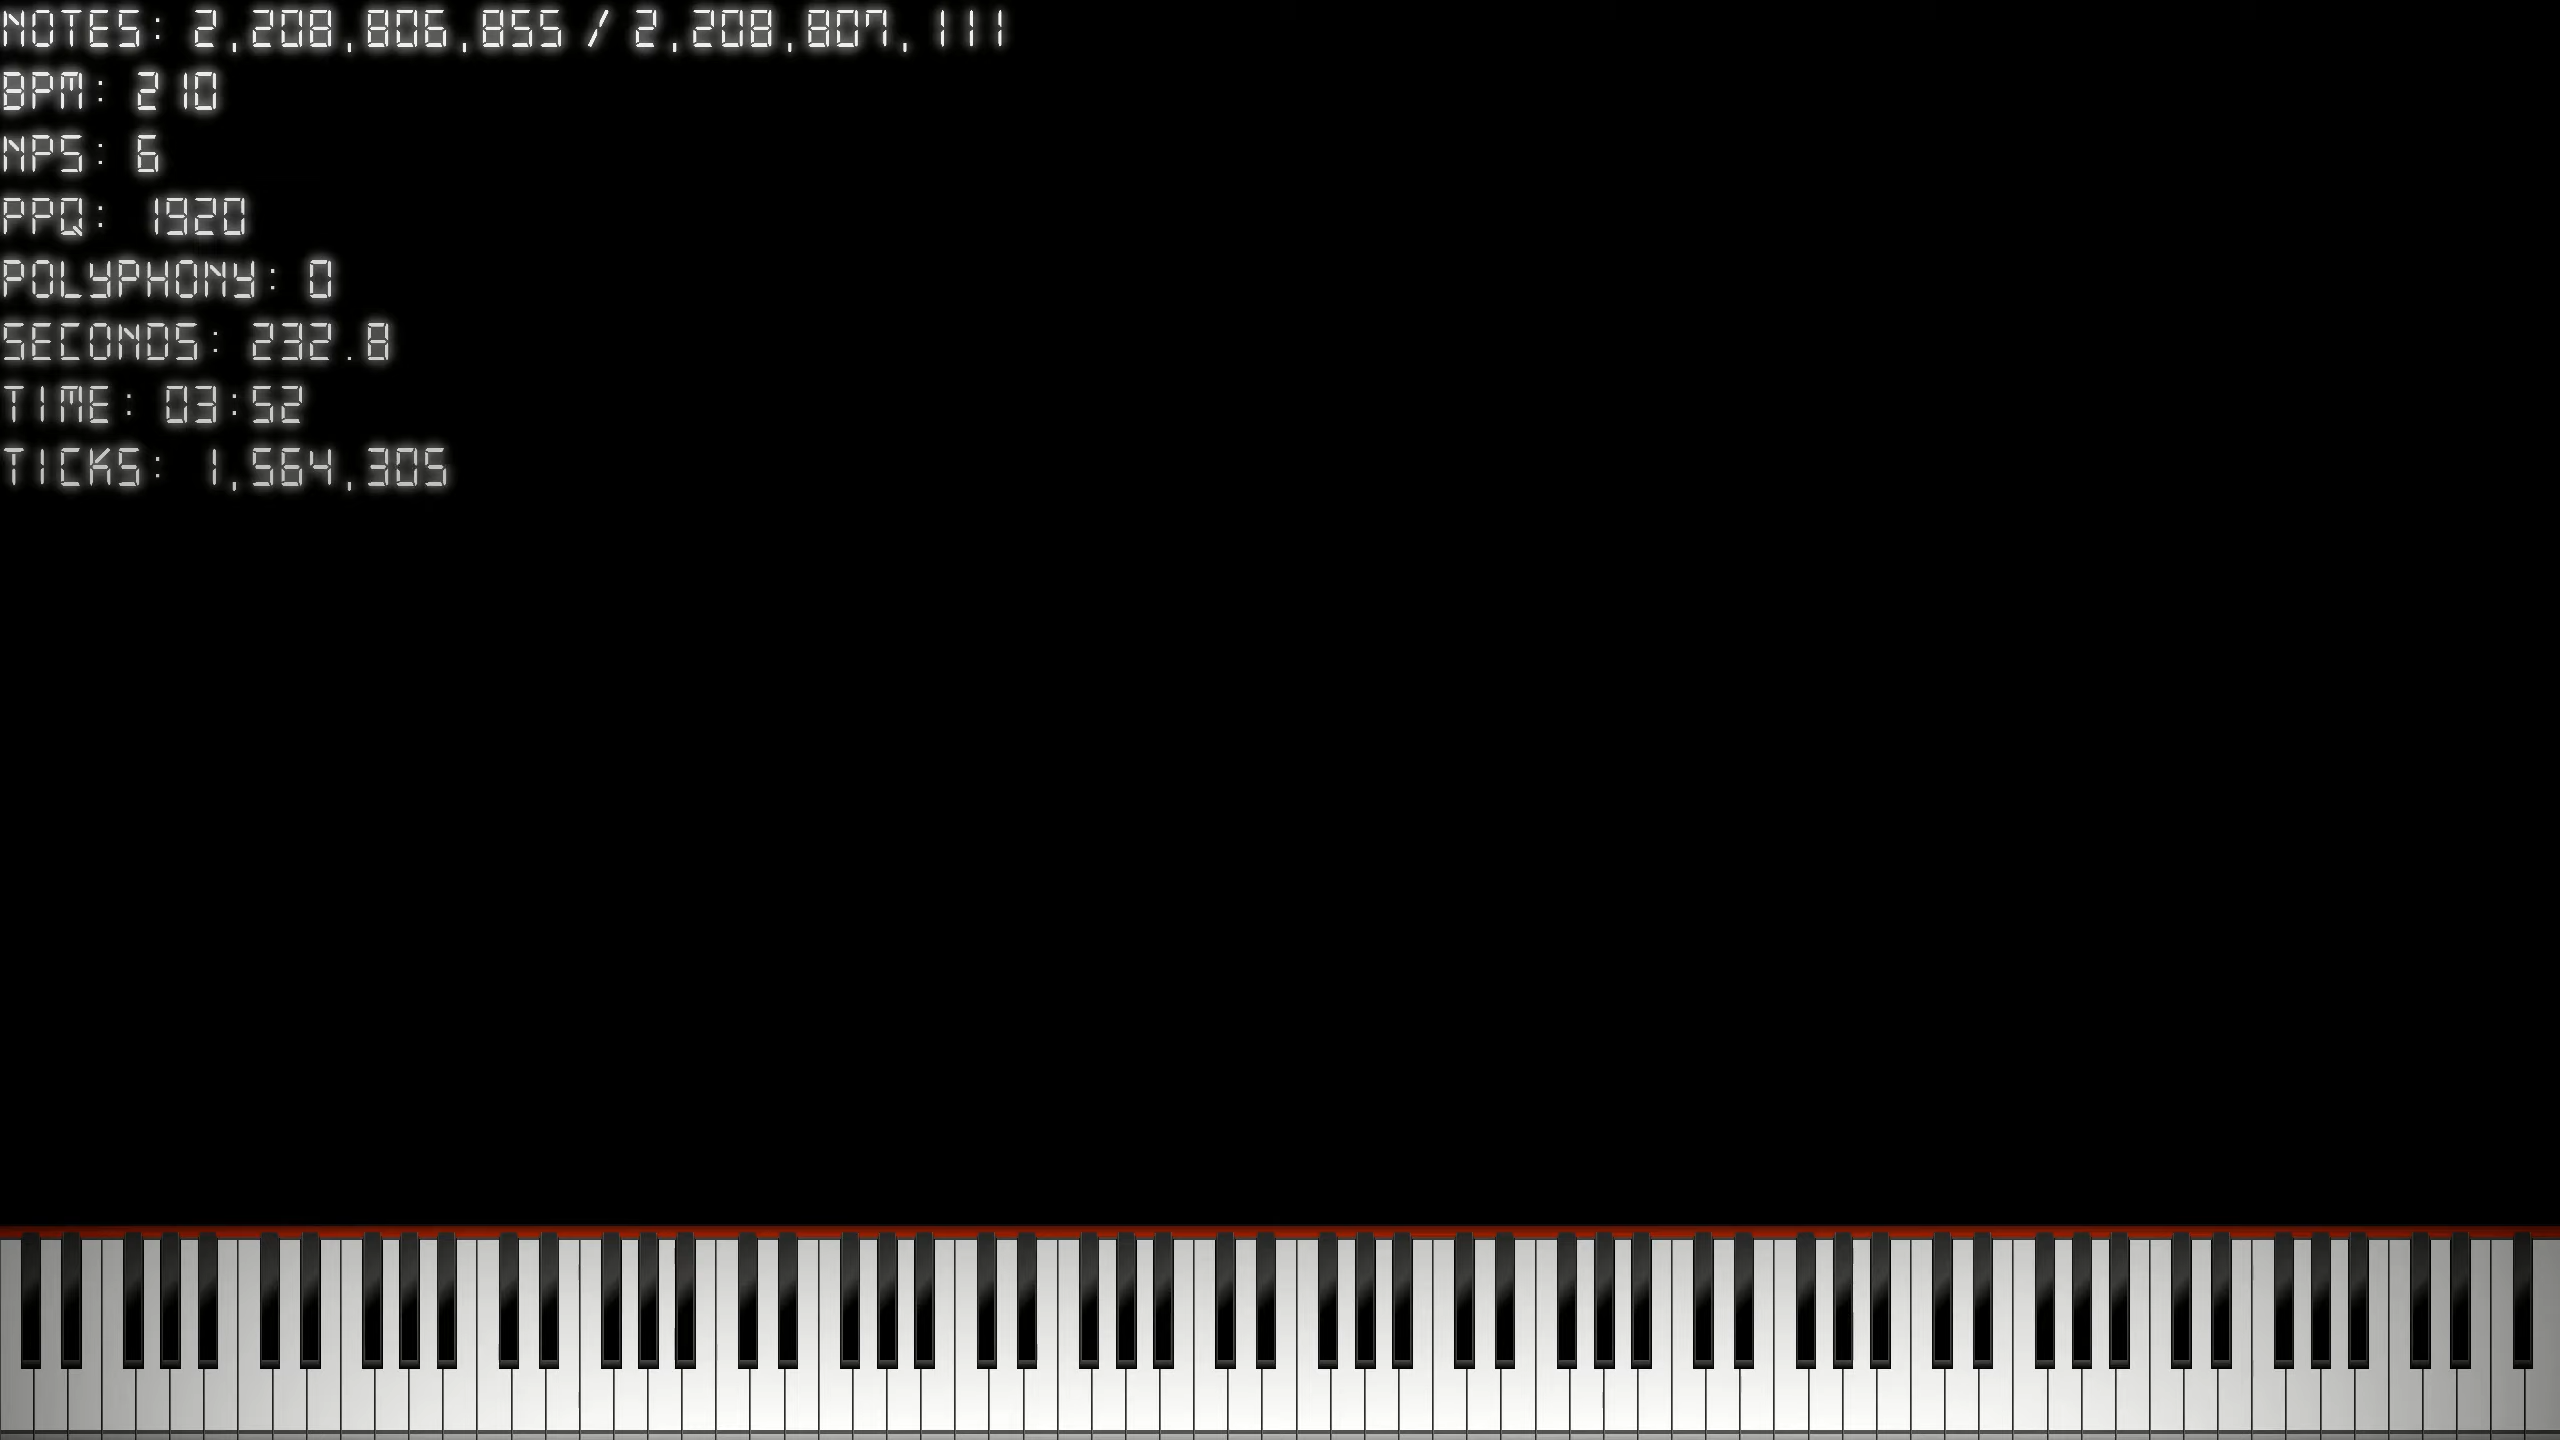 NOTES: 2,208,806,855 / 2,208,807,111
BPM: 210
NPS: 6
PPQ: 1920
POLYPHONY: 0
SECONDS: 232.8
TIME: 03:52
TICKS: 1,564,305